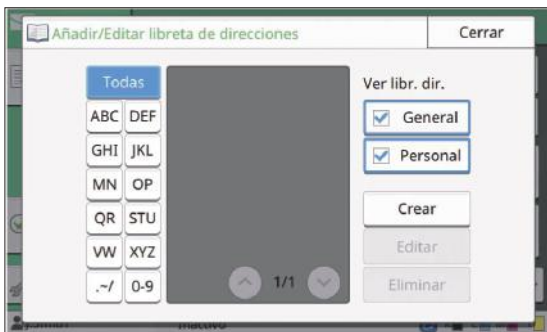 Añadir/Editar libreta de direcciones
Cerrar
Todas
ABC DEF
GHI JKL
MN OP
QR STU
VW XYZ
.~/ 0-9
1/1
Ver libr. dir.
General
Personal
Crear
Editar
Eliminar